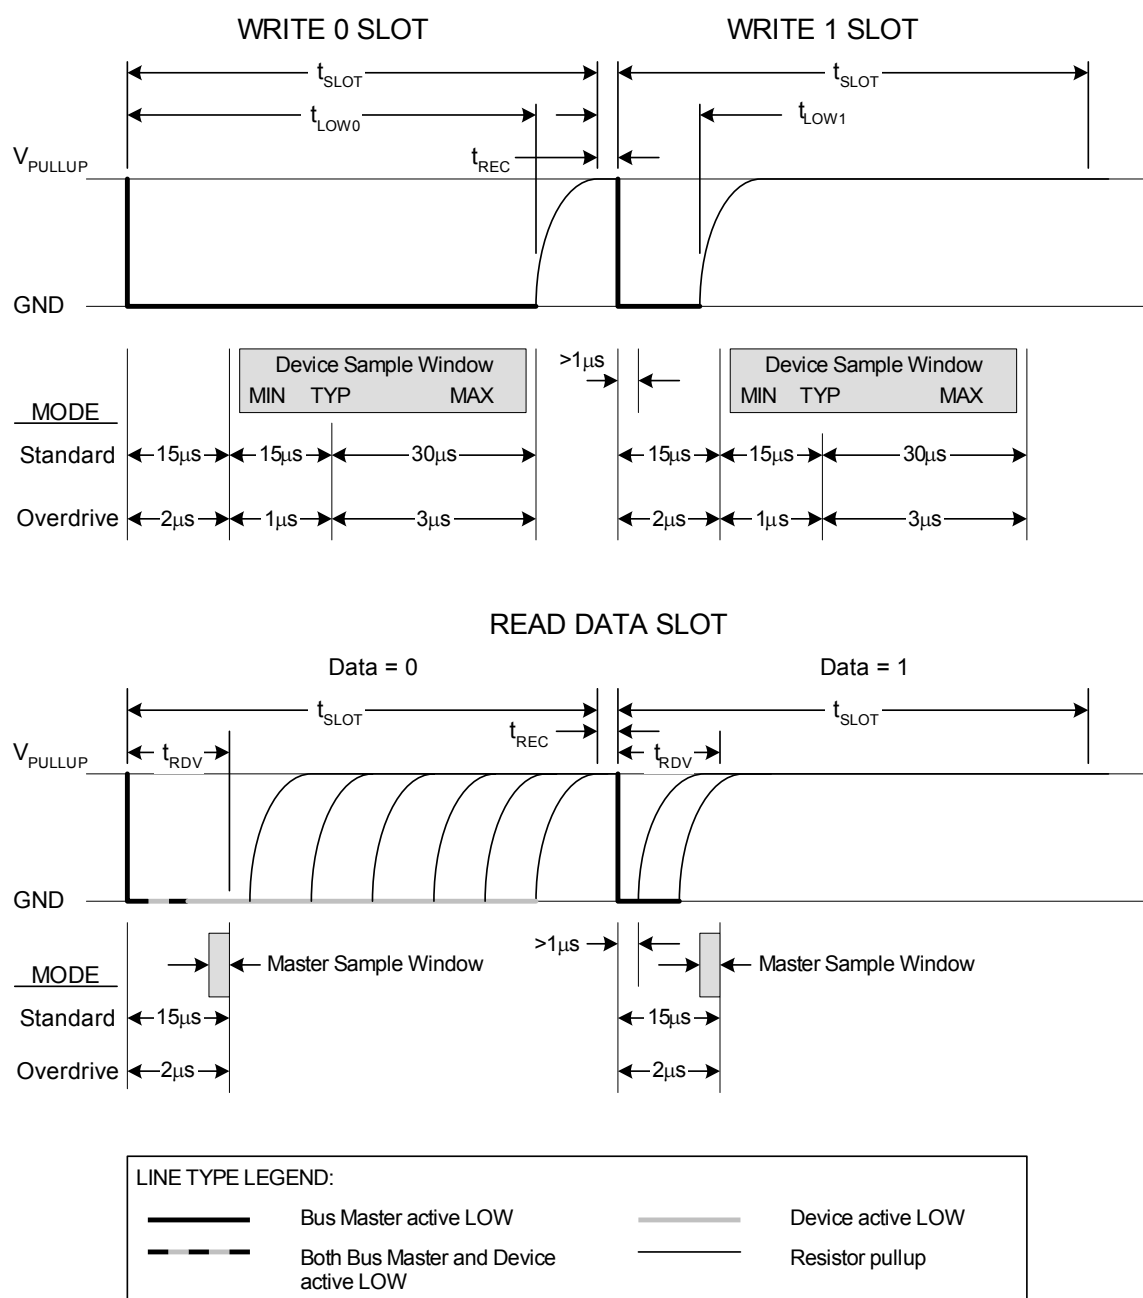 WRITE 0 SLOT WRITE 1 SLOT
tSLOT tSLOT
tLOW0 tLOW1
VPULLUP tREC
GND
Device Sample Window >1μs Device Sample Window
MIN TYP MAX MIN TYP MAX
MODE
Standard 15μs 15μs 30μs 15μs 15μs 30μs
Overdrive 2μs 1μs 3μs 2μs 1μs 3μs
READ DATA SLOT
Data = 0 Data = 1
tSLOT tSLOT
tREC
VPULLUP tRDV tRDV
GND
>1μs
Master Sample Window Master Sample Window
MODE
Standard 15μs 15μs
Overdrive 2μs 2μs
LINE TYPE LEGEND:
Bus Master active LOW Device active LOW
Both Bus Master and Device Resistor pullup
active LOW